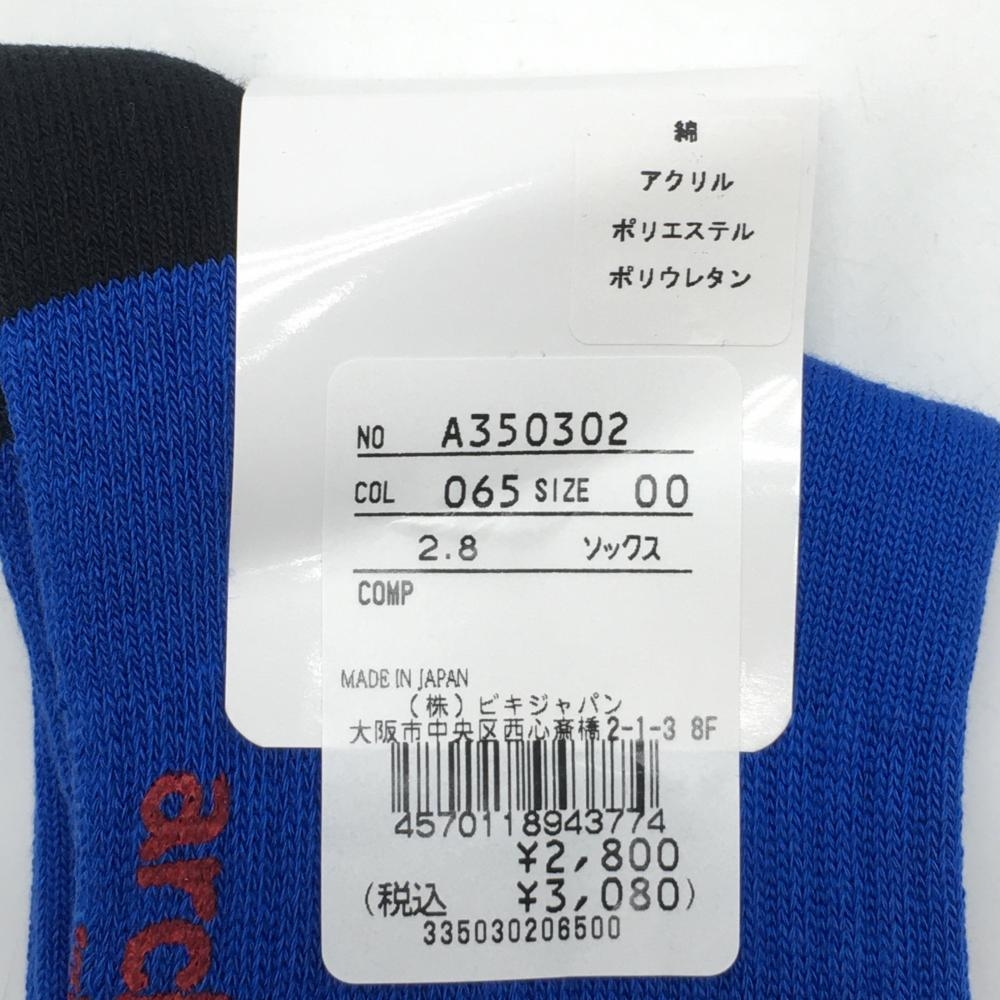 綿
アクリル
ポリエステル
ポリウレタン
NO A350302
COL 065 SIZE 00
2.8 ソックス
COMP
MADE IN JAPAN
(株)ビキジャパン
大阪市中央区西心斎橋2-1-3 8F
4570118943774
¥2,800
(税込 ¥3,080)
335030206500